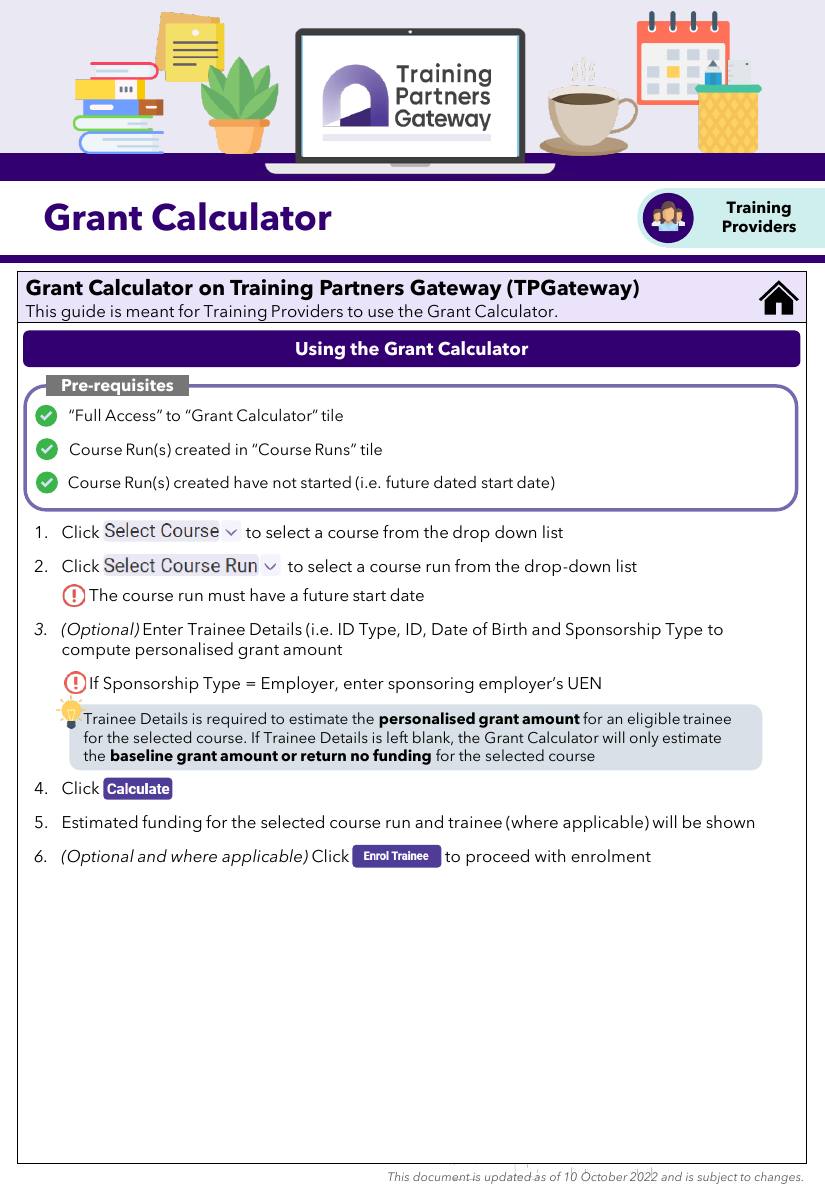 Training
Partners
Gateway
Grant Calculator
Training
Providers
Grant Calculator on Training Partners Gateway (TPGateway)
This guide is meant for Training Providers to use the Grant Calculator.
Using the Grant Calculator
Pre-requisites
“Full Access” to “Grant Calculator” tile
Course Run(s) created in “Course Runs” tile
Course Run(s) created have not started (i.e. future dated start date)
1. Click Select Course to select a course from the drop down list
2. Click Select Course Run to select a course run from the drop-down list
The course run must have a future start date
3. (Optional) Enter Trainee Details (i.e. ID Type, ID, Date of Birth and Sponsorship Type to
compute personalised grant amount
If Sponsorship Type = Employer, enter sponsoring employer’s UEN
Trainee Details is required to estimate the personalised grant amount for an eligible trainee
for the selected course. If Trainee Details is left blank, the Grant Calculator will only estimate
the baseline grant amount or return no funding for the selected course
4. Click Calculate
5. Estimated funding for the selected course run and trainee (where applicable) will be shown
6. (Optional and where applicable) Click Enrol Trainee to proceed with enrolment
This document is updated as of 10 October 2022 and is subject to changes.